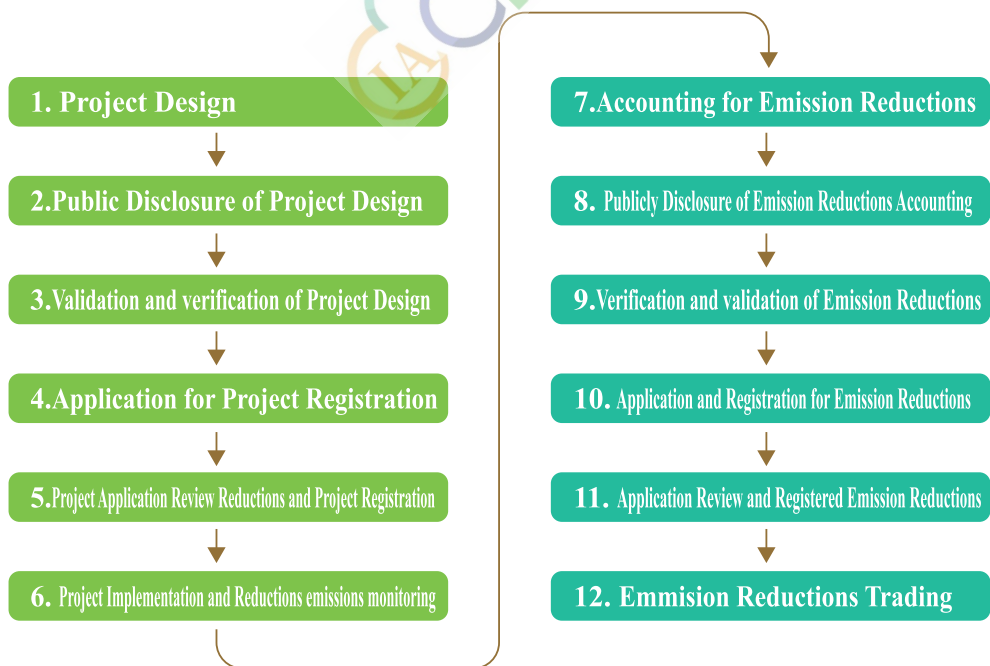 1. Project Design
2.Public Disclosure of Project Design
3.Validation and verification of Project Design
4.Application for Project Registration
5.Project Application Review Reductions and Project Registration
6. Project Implementation and Reductions emissions monitoring
7.Accounting for Emission Reductions
8. Publicly Disclosure of Emission Reductions Accounting
9.Verification and validation of Emission Reductions
10. Application and Registration for Emission Reductions
11. Application Review and Registered Emission Reductions
12. Emmision Reductions Trading
IA